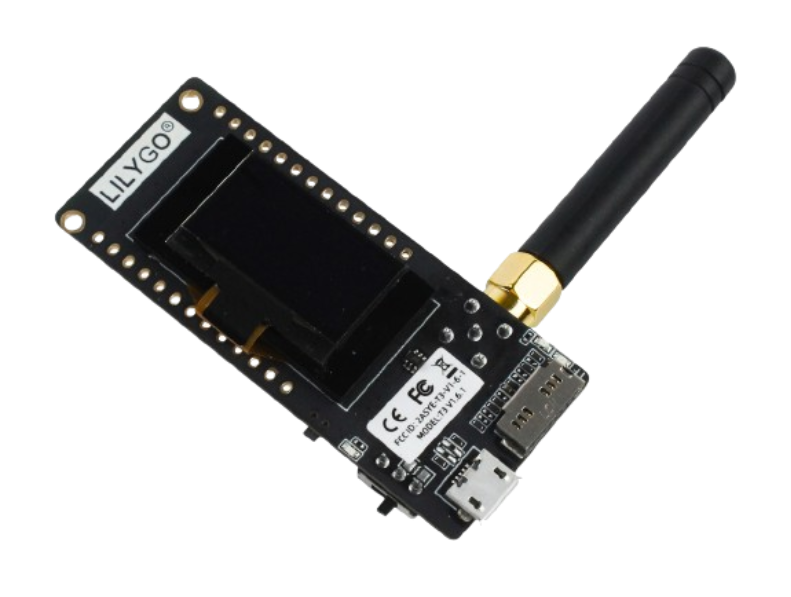 LILYGO®
CE FC
FCC ID: 2ASYE-T3-V1-6-1
MODEL:T3 V1.6.1